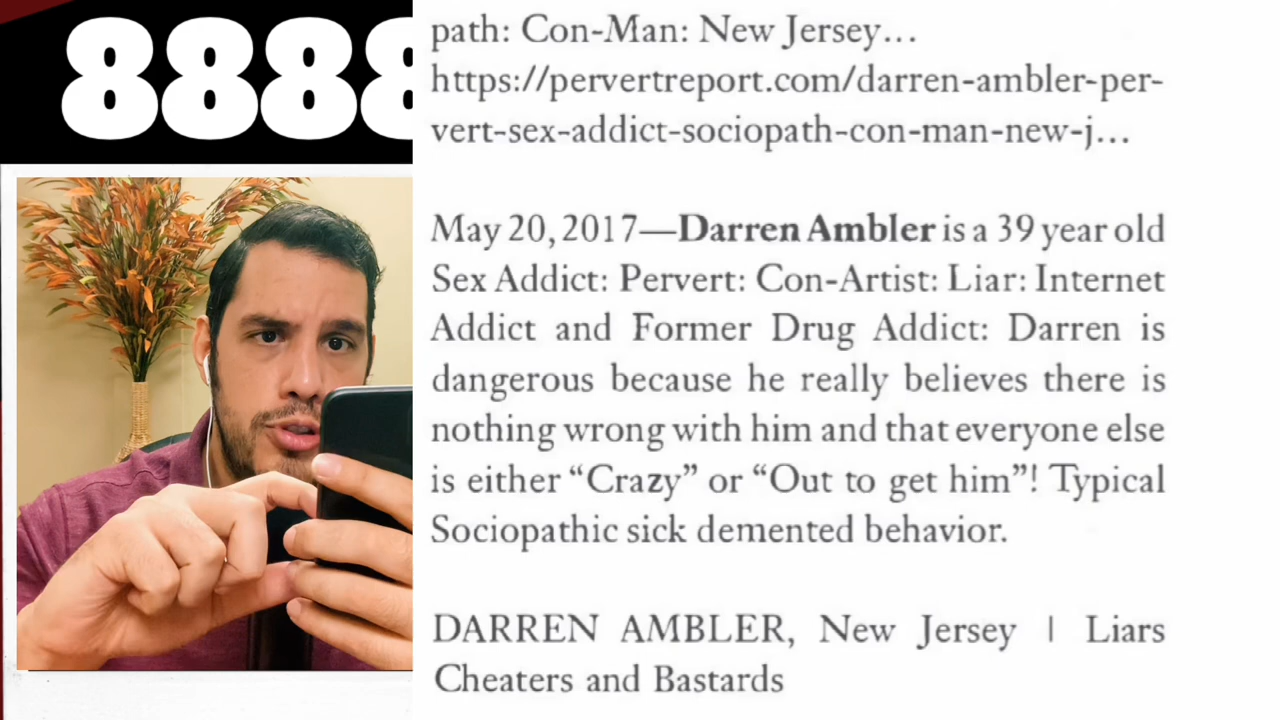 8888
path: Con-Man: New Jersey...
https://pervertreport.com/darren-ambler-per-
vert-sex-addict-sociopath-con-man-new-j...
May 20, 2017—Darren Ambler is a 39 year old
Sex Addict: Pervert: Con-Artist: Liar: Internet
Addict and Former Drug Addict: Darren is
dangerous because he really believes there is
nothing wrong with him and that everyone else
is either “Crazy” or “Out to get him”! Typical
Sociopathic sick demented behavior.
DARREN AMBLER, New Jersey | Liars
Cheaters and Bastards